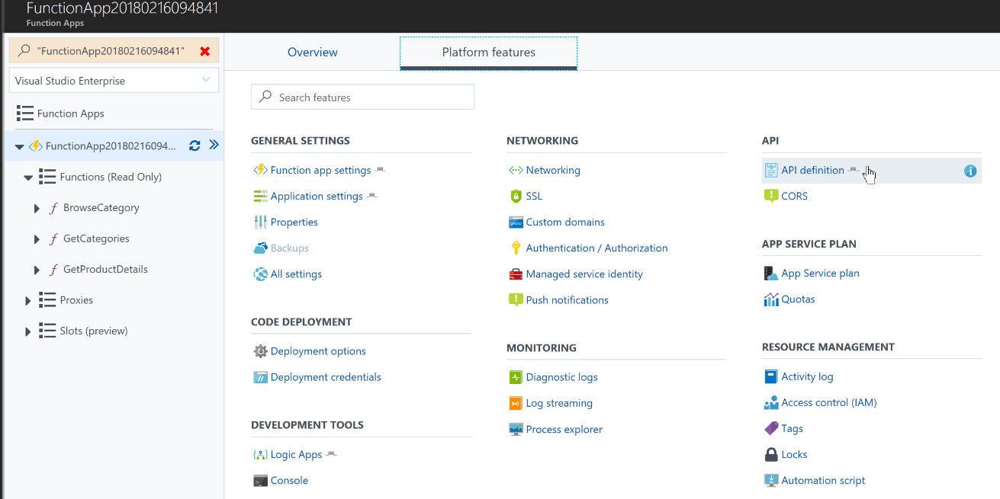 FunctionApp20180216094841
Function Apps
"FunctionApp20180216094841"
Visual Studio Enterprise
Function Apps
FunctionApp20180216094...
Functions (Read Only)
BrowseCategory
GetCategories
GetProductDetails
Proxies
Slots (preview)
Overview
Platform features
Search features
GENERAL SETTINGS
Function app settings
Application settings
Properties
Backups
All settings
CODE DEPLOYMENT
Deployment options
Deployment credentials
DEVELOPMENT TOOLS
Logic Apps
Console
NETWORKING
Networking
SSL
Custom domains
Authentication / Authorization
Managed service identity
Push notifications
MONITORING
Diagnostic logs
Log streaming
Process explorer
API
API definition
CORS
APP SERVICE PLAN
App Service plan
Quotas
RESOURCE MANAGEMENT
Activity log
Access control (IAM)
Tags
Locks
Automation script